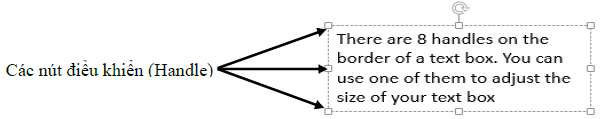 There are 8 handles on the
border of a text box. You can
Các nút điều khiển (Handle)
use one of them to adjust the
size of your text box